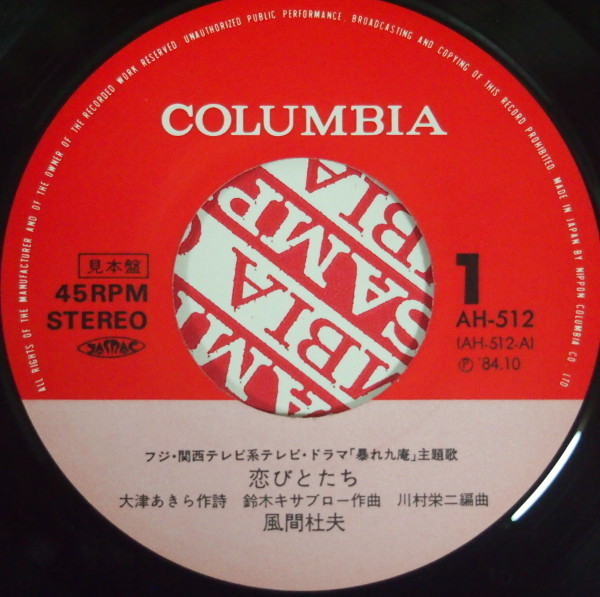 ALL RIGHTS OF THE MANUFACTURER AND OF THE OWNER OF THE RECORDED WORK RESERVED UNAUTHORIZED PUBLIC PERFORMANCE, BROADCASTING AND COPYING OF THIS RECORD PROHIBITED MADE IN JAPAN BY NIPPON COLUMBIA CO. LTD
COLUMBIA
見本盤
45RPM
STEREO
JASRAC
1
AH-512
(AH-512-A)
Ⓟ '84.10
SAMP
MBIA
SAMP
MBIA
AMP
フジ・関西テレビ系テレビ・ドラマ「暴れ九庵」主題歌
恋びとたち
大津あきら作詩 鈴木キサブロー作曲 川村栄二編曲
風間杜夫